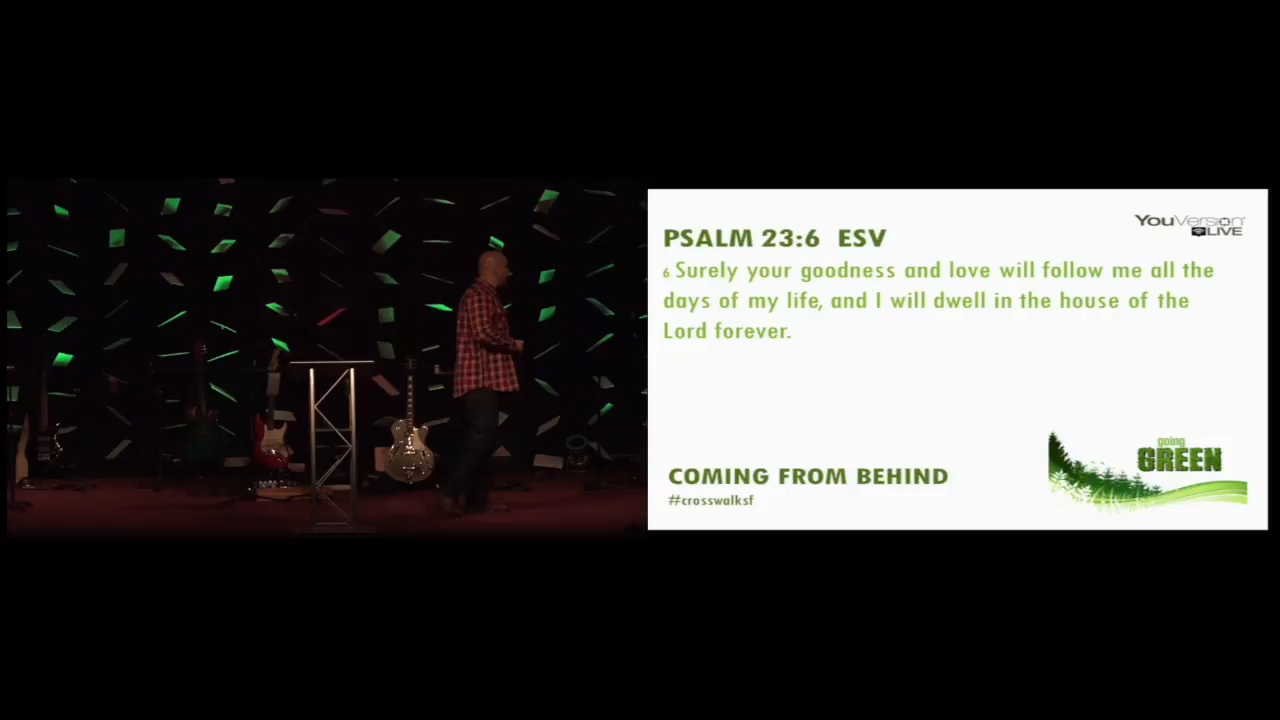 YouVersion
LIVE
PSALM 23:6 ESV
6 Surely your goodness and love will follow me all the
days of my life, and I will dwell in the house of the
Lord forever.
COMING FROM BEHIND
#crosswalksf
going
GREEN